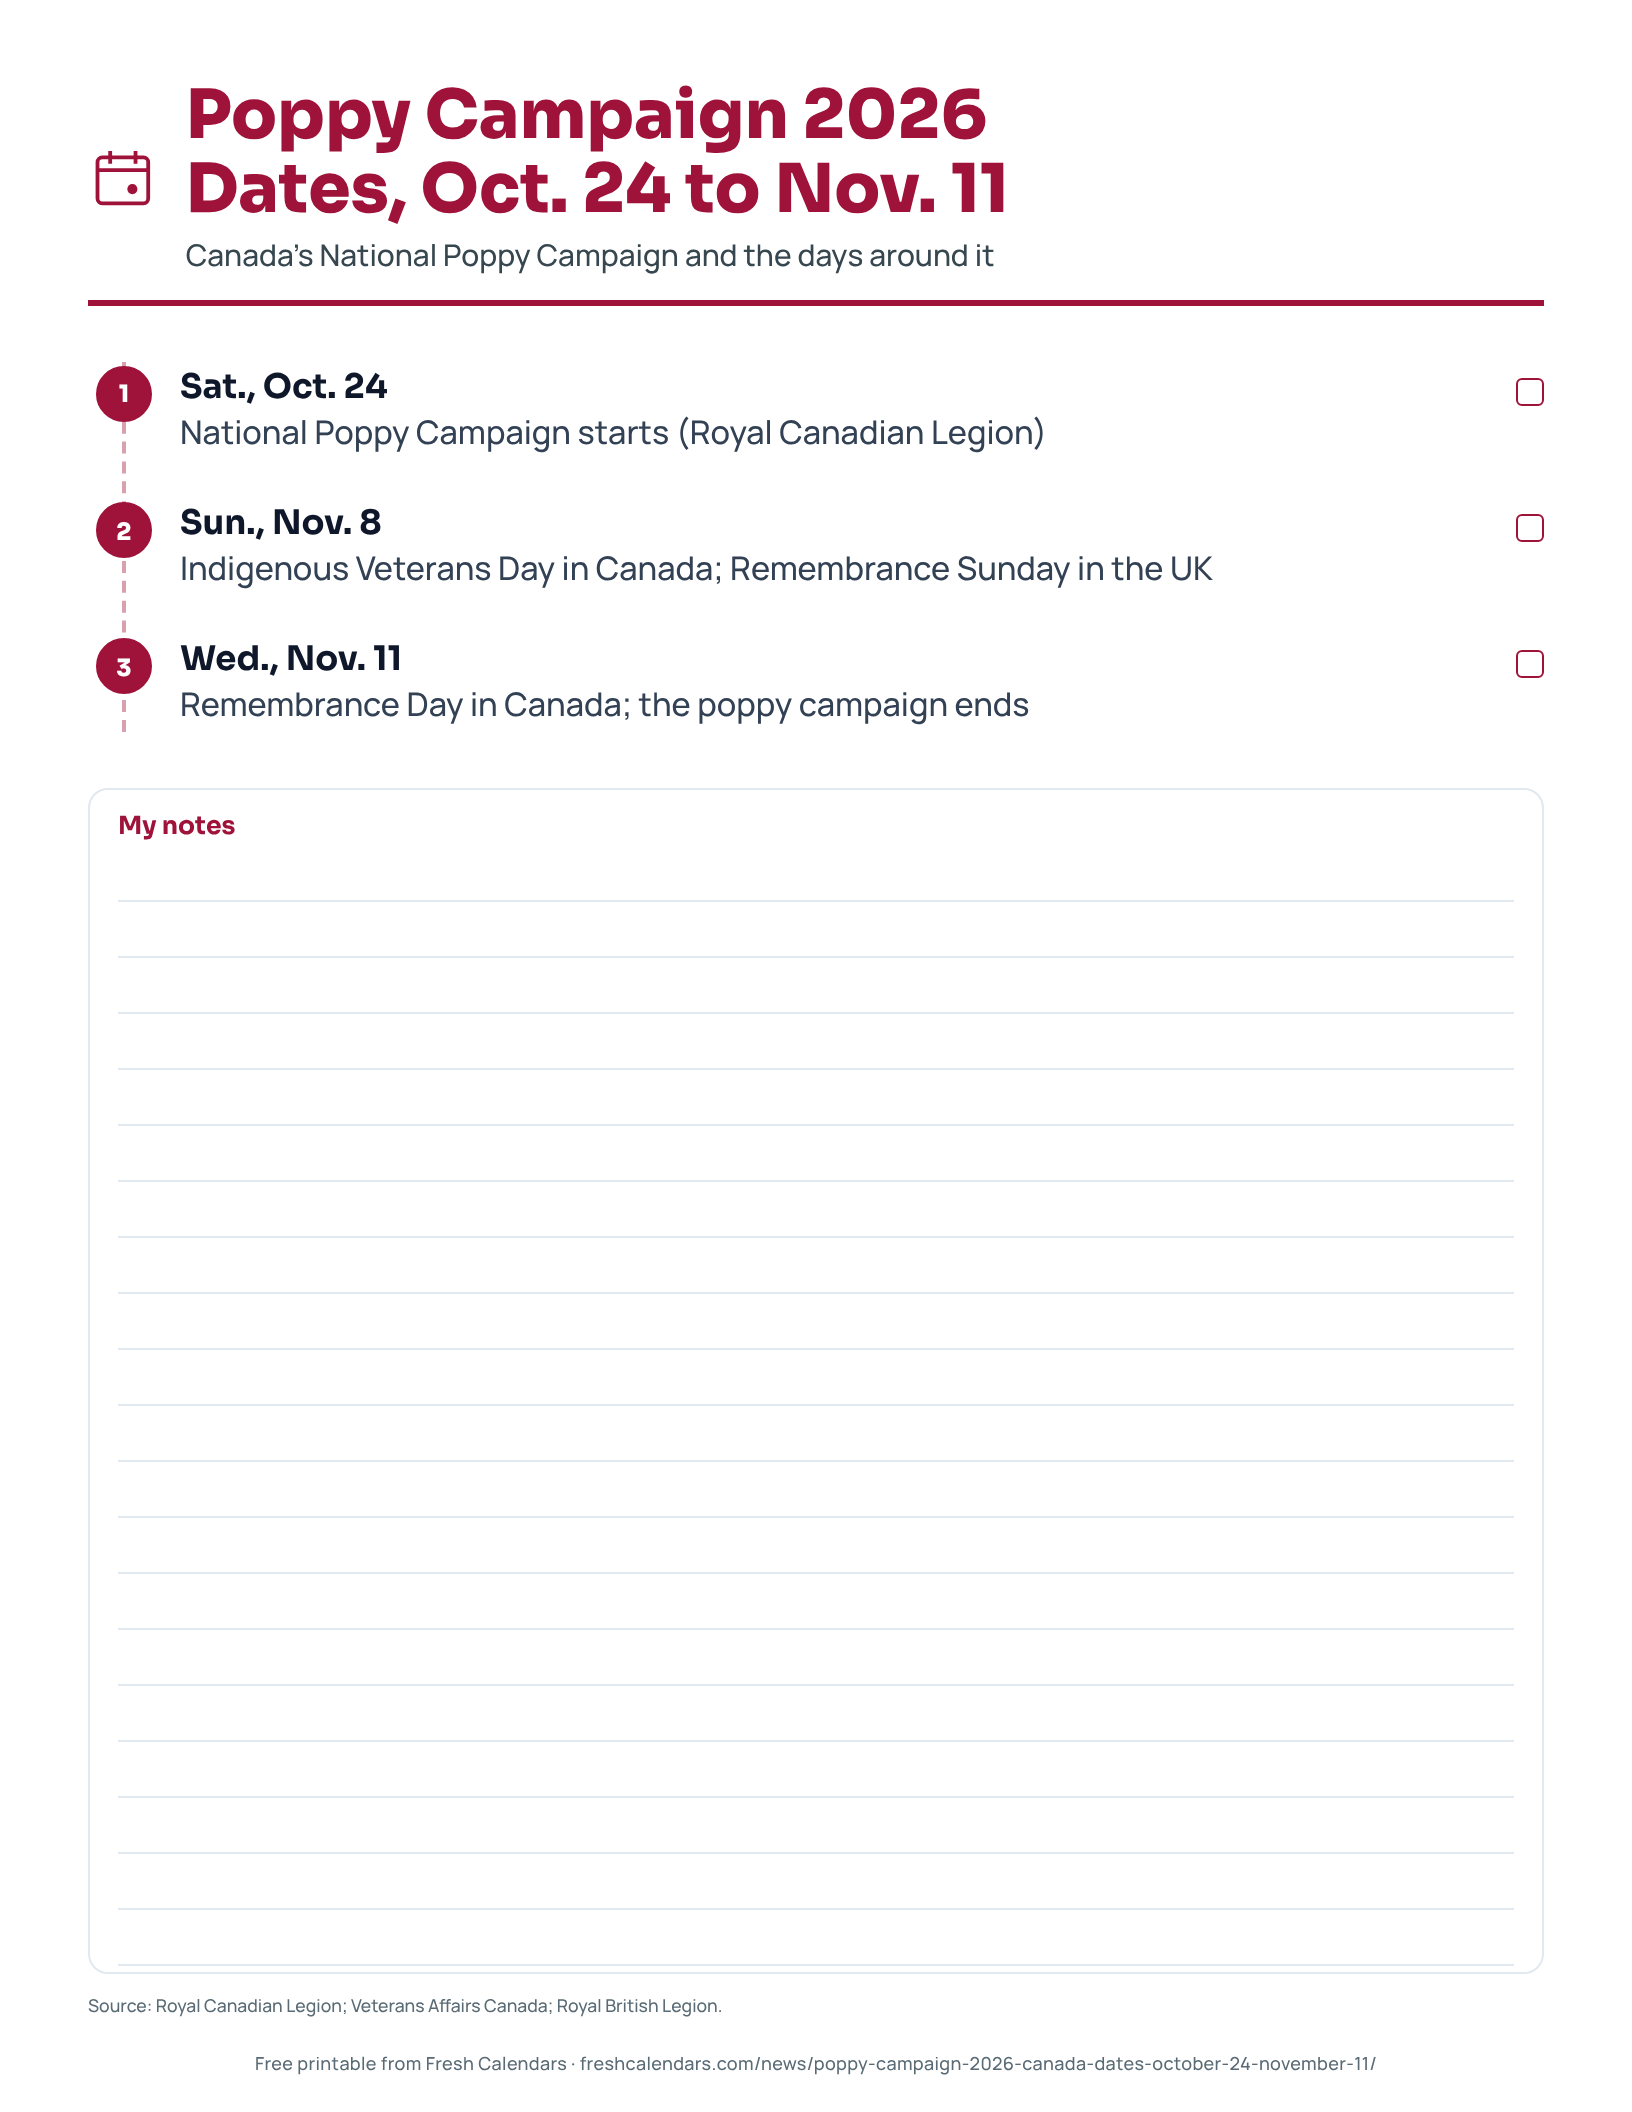 Poppy Campaign 2026
Dates, Oct. 24 to Nov. 11
Canada’s National Poppy Campaign and the days around it
1
Sat., Oct. 24
National Poppy Campaign starts (Royal Canadian Legion)
2
Sun., Nov. 8
Indigenous Veterans Day in Canada; Remembrance Sunday in the UK
3
Wed., Nov. 11
Remembrance Day in Canada; the poppy campaign ends
My notes
Source: Royal Canadian Legion; Veterans Affairs Canada; Royal British Legion.
Free printable from Fresh Calendars · freshcalendars.com/news/poppy-campaign-2026-canada-dates-october-24-november-11/